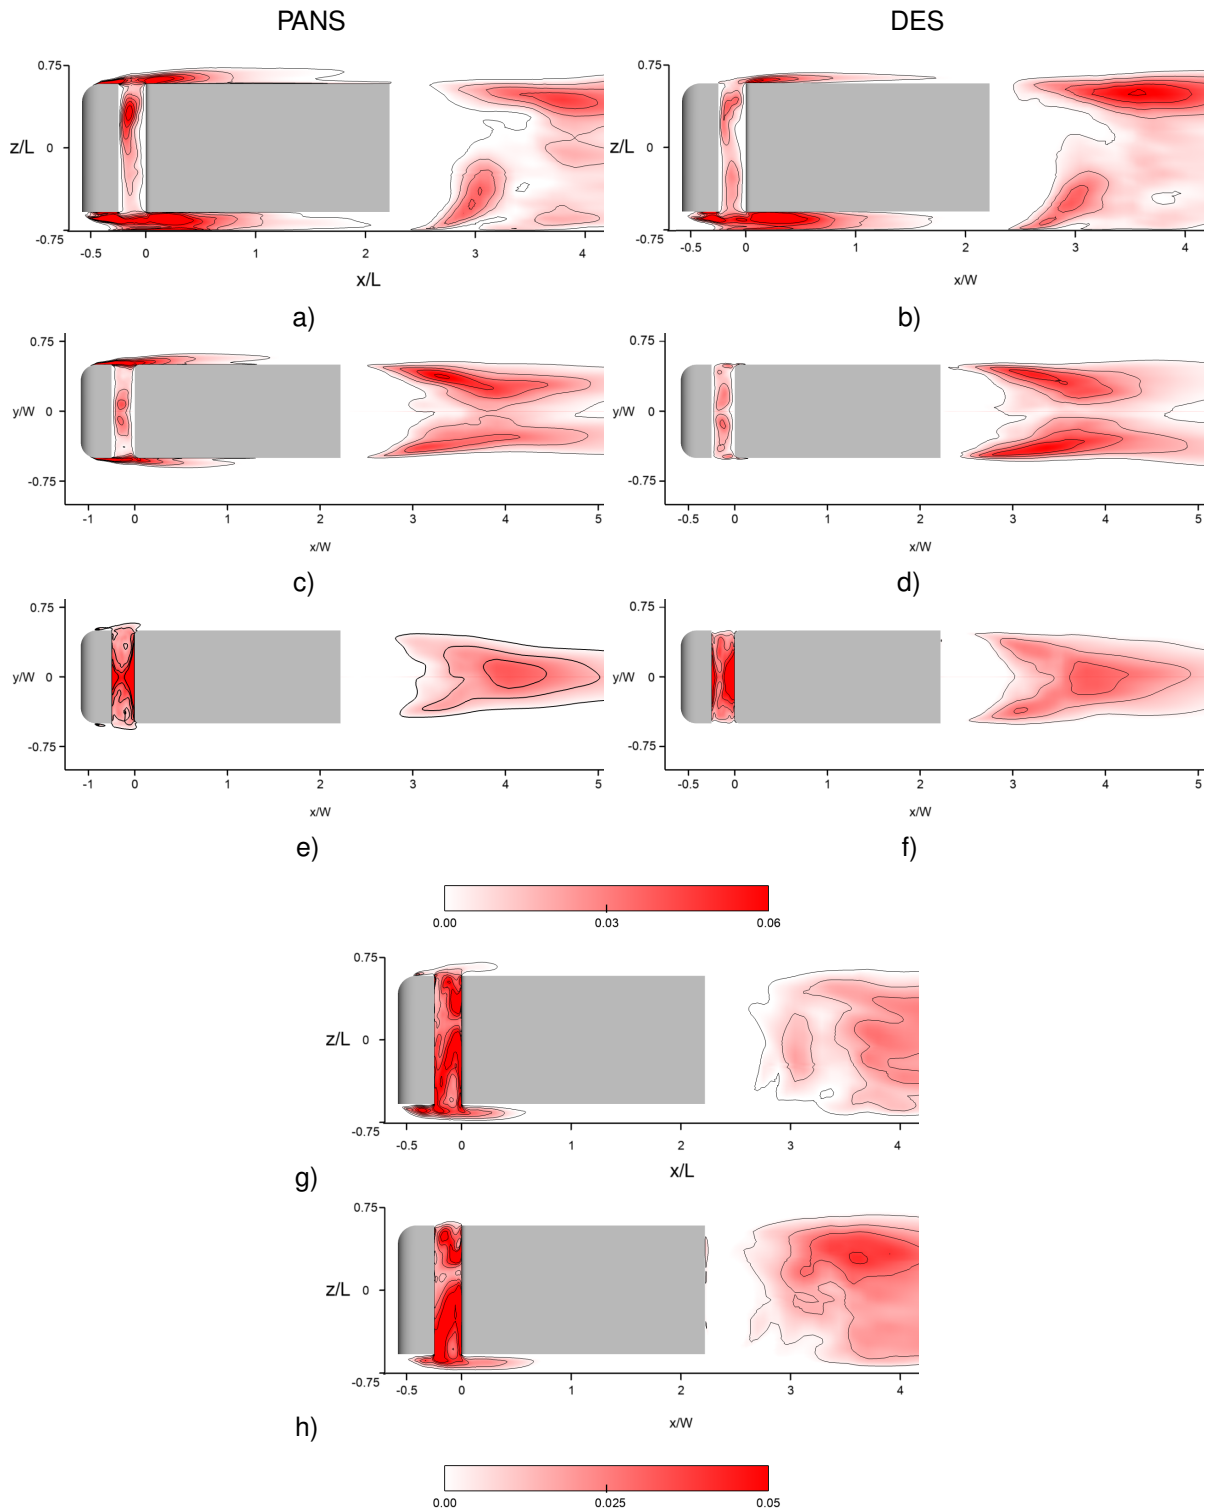 PANS DES
0.75 0.75
z/L 0 z/L 0
-0.75 -0.75
-0.5 0 1 2 3 4 -0.5 0 1 2 3 4
x/L x/W
a) b)
0.75 0.75
y/W 0 y/W 0
-0.75 -0.75
-1 0 1 2 3 4 5 -0.5 0 1 2 3 4 5
x/W x/W
c) d)
0.75 0.75
y/W 0 y/W 0
-0.75 -0.75
-1 0 1 2 3 4 5 -0.5 0 1 2 3 4 5
x/W x/W
e) f)
0.00 0.03 0.06
0.75
z/L 0
-0.75
-0.5 0 1 2 3 4
x/L
g)
0.75
z/L 0
-0.75
-0.5 0 1 2 3 4
x/W
h)
0.00 0.025 0.05